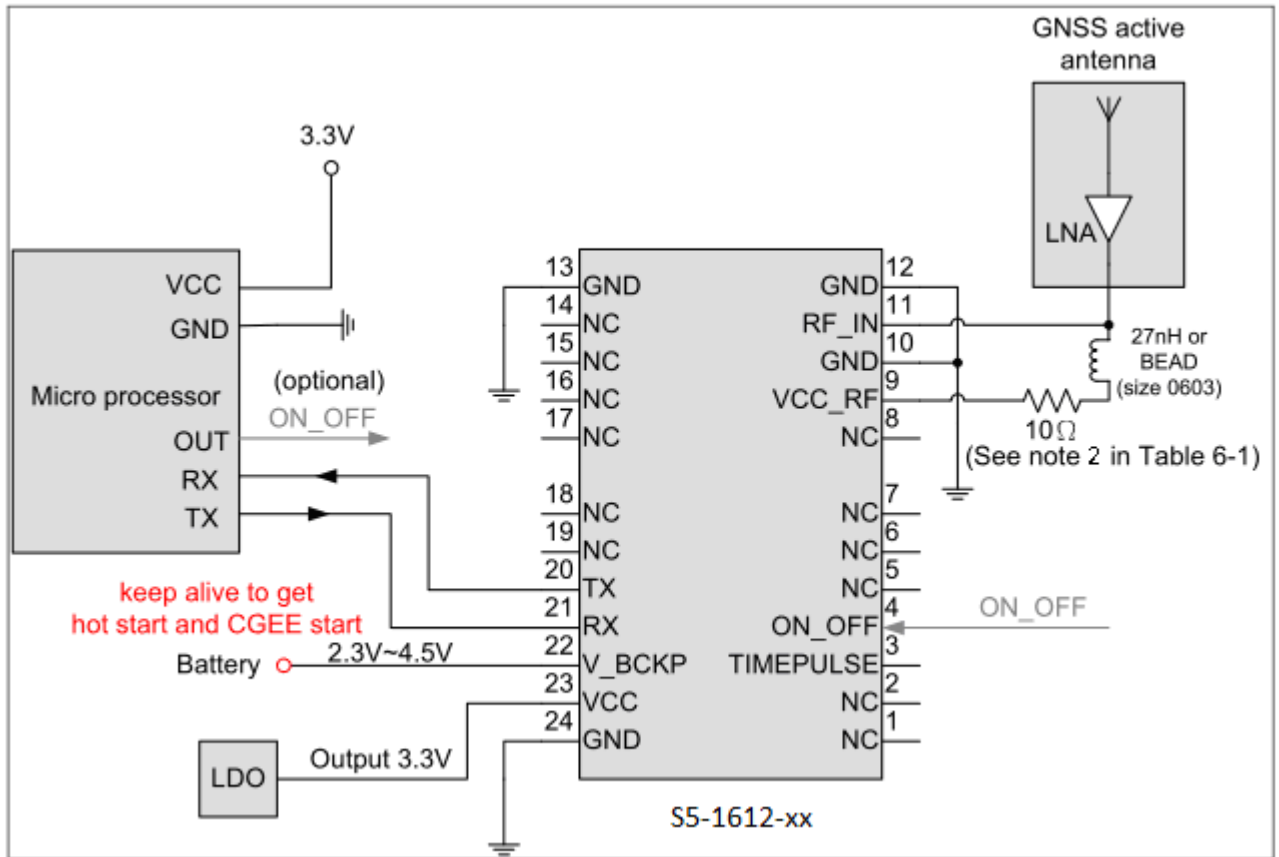 GNSS active
antenna
LNA
3.3V
VCC
GND
Micro processor
OUT
RX
TX
(optional)
ON_OFF
keep alive to get
hot start and CGEE start
Battery
2.3V~4.5V
LDO
Output 3.3V
13 GND
14 NC
15 NC
16 NC
17 NC
18 NC
19 NC
20 TX
21 RX
22 V_BCKP
23 VCC
24 GND
GND 12
RF_IN 11
GND 10
VCC_RF 9
NC 8
NC 7
NC 6
NC 5
ON_OFF 4
TIMEPULSE 3
NC 2
NC 1
27nH or
BEAD
(size 0603)
10Ω
(See note 2 in Table 6-1)
ON_OFF
S5-1612-xx